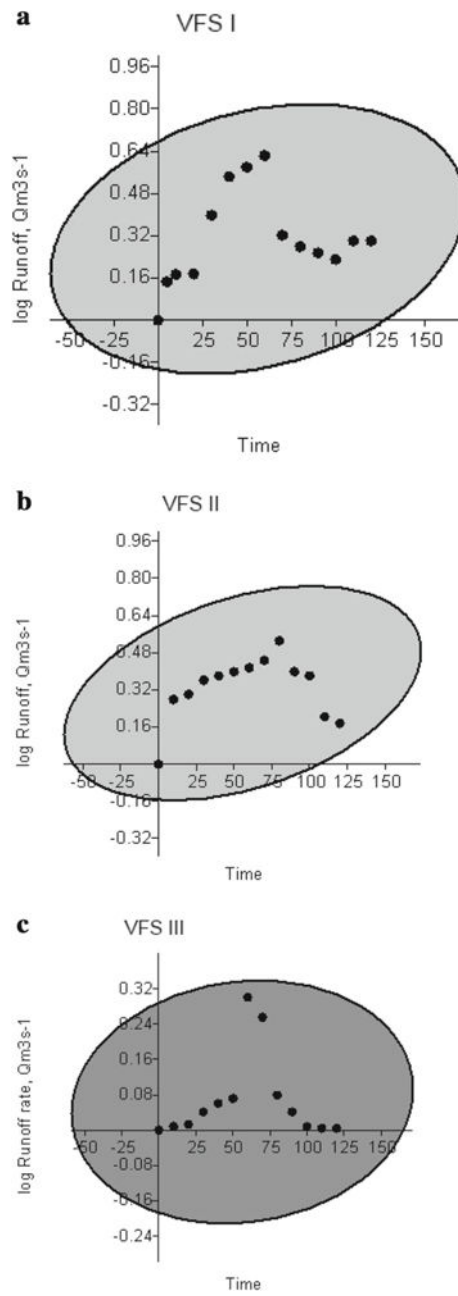 a
VFS I
0.96
0.80
0.64
0.48
0.32
0.16
-50 -25 25 50 75 100 125 150
-0.16
-0.32
log Runoff, Qm3s-1
Time
b
VFS II
0.96
0.80
0.64
0.48
0.32
0.16
-50 -25 25 50 75 100 125 150
-0.16
-0.32
log Runoff, Qm3s-1
Time
c
VFS III
0.32
0.24
0.16
0.08
-50 -25 25 50 75 100 125 150
-0.08
-0.16
-0.24
log Runoff rate, Qm3s-1
Time